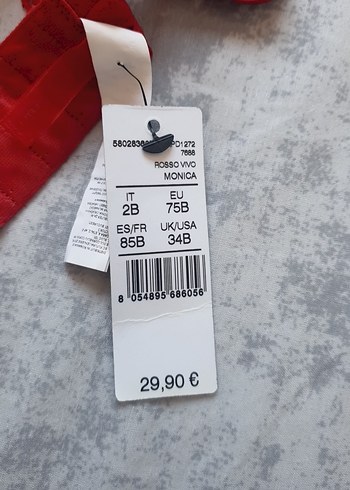 PD1272
7686
ROSSO VIVO
MONICA
IT EU
2B 75B
ES/FR UK/USA
85B 34B
8 054895 686056
29,90 €